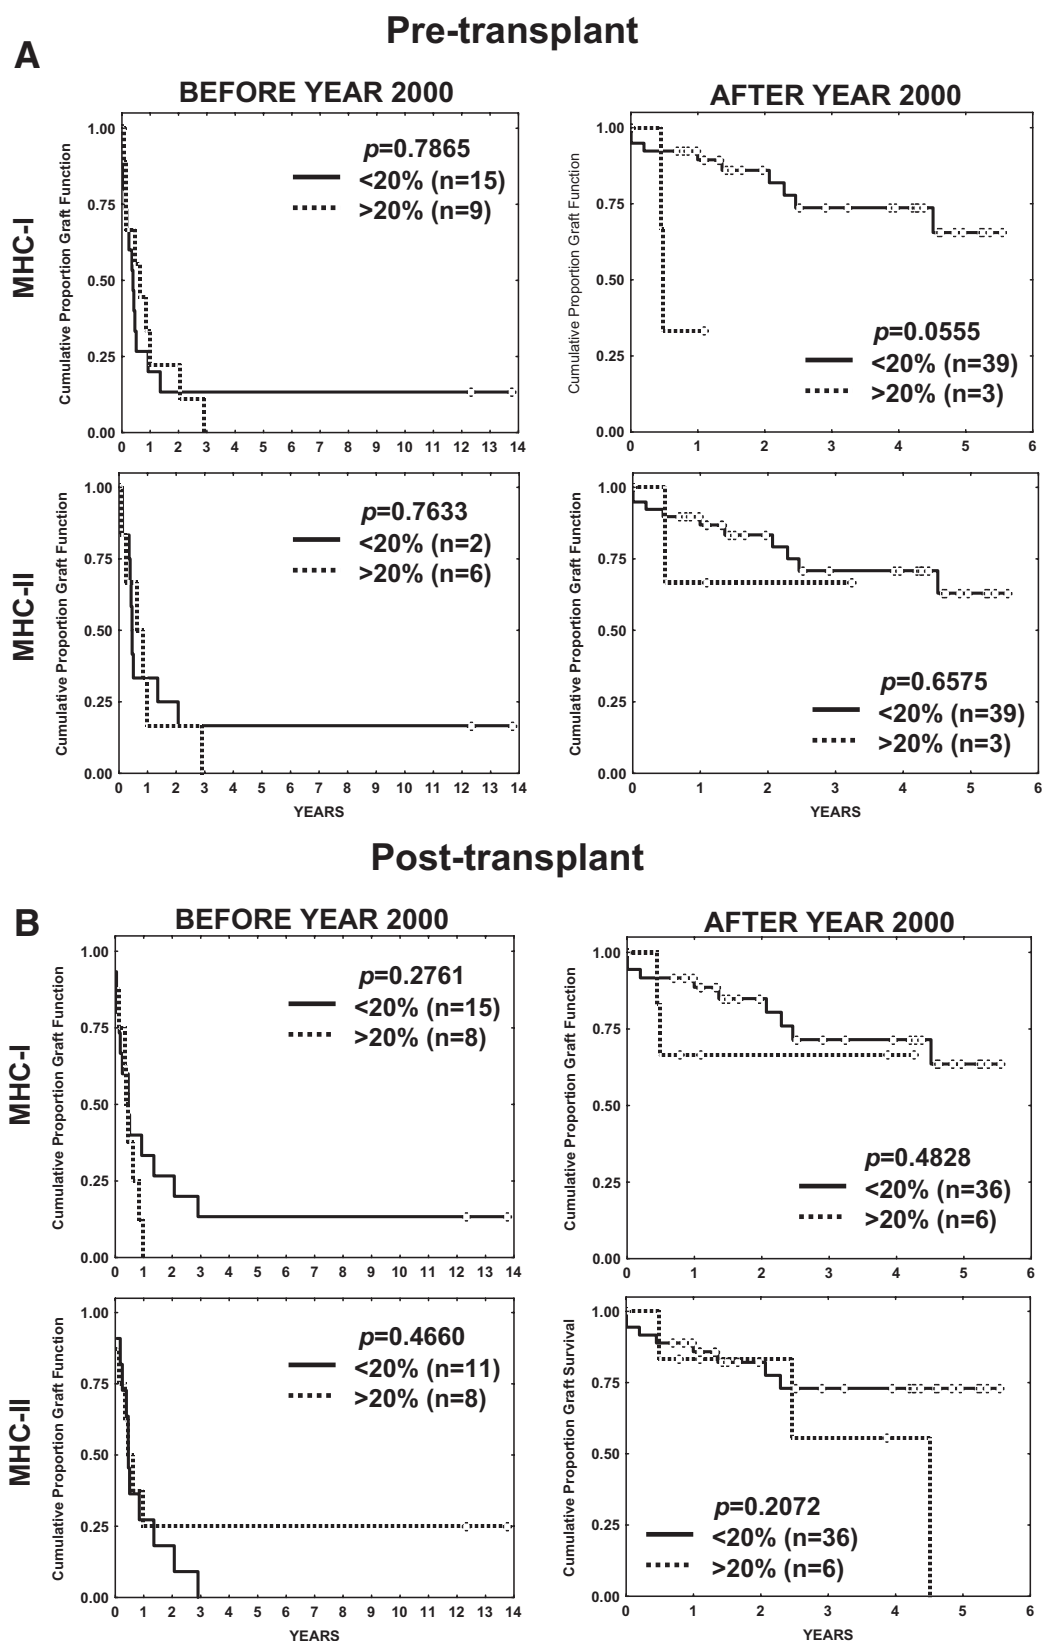 Pre-transplant
A
BEFORE YEAR 2000
AFTER YEAR 2000
MHC-I
Cumulative Proportion Graft Function
1.00
0.75
0.50
0.25
0.00
0 1 2 3 4 5 6 7 8 9 10 11 12 13 14
p=0.7865
<20% (n=15)
>20% (n=9)
Cumulative Proportion Graft Function
1.00
0.75
0.50
0.25
0.00
0 1 2 3 4 5 6
p=0.0555
<20% (n=39)
>20% (n=3)
MHC-II
Cumulative Proportion Graft Function
1.00
0.75
0.50
0.25
0.00
0 1 2 3 4 5 6 7 8 9 10 11 12 13 14
YEARS
p=0.7633
<20% (n=2)
>20% (n=6)
Cumulative Proportion Graft Function
1.00
0.75
0.50
0.25
0.00
0 1 2 3 4 5 6
YEARS
p=0.6575
<20% (n=39)
>20% (n=3)
Post-transplant
B
BEFORE YEAR 2000
AFTER YEAR 2000
MHC-I
Cumulative Proportion Graft Function
1.00
0.75
0.50
0.25
0.00
0 1 2 3 4 5 6 7 8 9 10 11 12 13 14
p=0.2761
<20% (n=15)
>20% (n=8)
Cumulative Proportion Graft Function
1.00
0.75
0.50
0.25
0.00
0 1 2 3 4 5 6
p=0.4828
<20% (n=36)
>20% (n=6)
MHC-II
Cumulative Proportion Graft Function
1.00
0.75
0.50
0.25
0.00
0 1 2 3 4 5 6 7 8 9 10 11 12 13 14
YEARS
p=0.4660
<20% (n=11)
>20% (n=8)
Cumulative Proportion Graft Survival
1.00
0.75
0.50
0.25
0.00
0 1 2 3 4 5 6
YEARS
p=0.2072
<20% (n=36)
>20% (n=6)